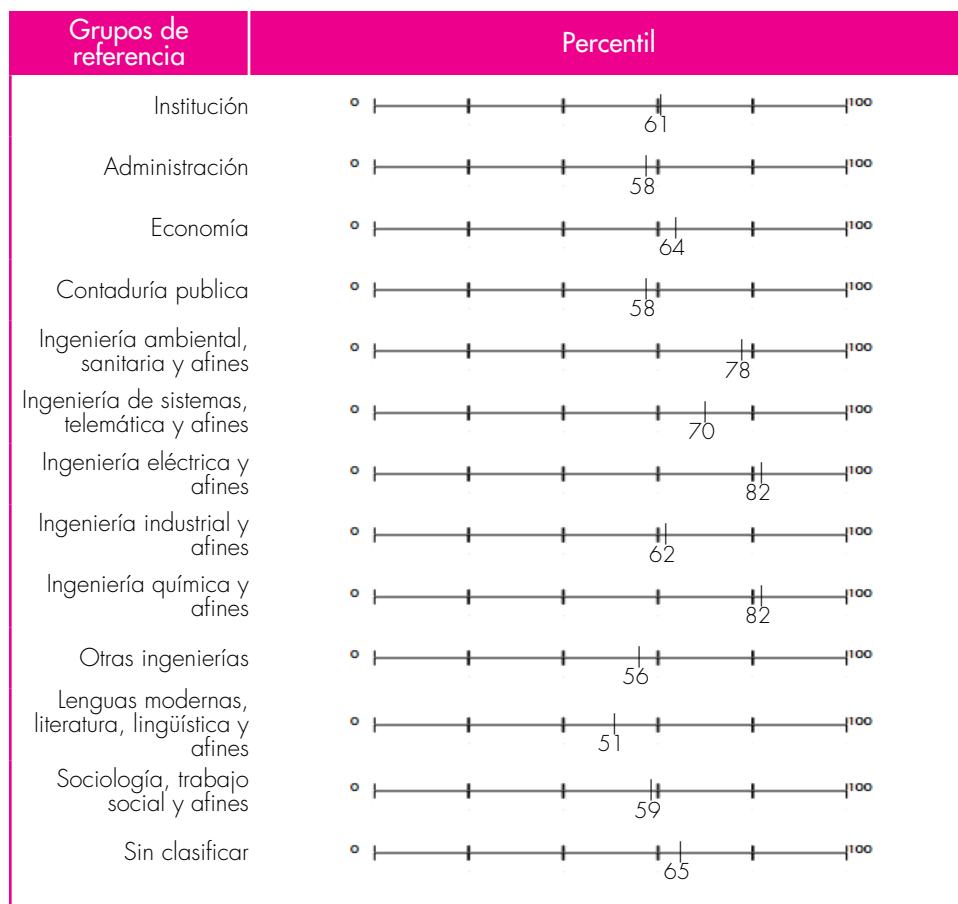 Grupos de
referencia
Percentil
Institución
0 100
61
Administración
0 100
58
Economía
0 100
64
Contaduría publica
0 100
58
Ingeniería ambiental,
sanitaria y afines
0 100
78
Ingeniería de sistemas,
telemática y afines
0 100
70
Ingeniería eléctrica y
afines
0 100
82
Ingeniería industrial y
afines
0 100
62
Ingeniería química y
afines
0 100
82
Otras ingenierías
0 100
56
Lenguas modernas,
literatura, lingüística y
afines
0 100
51
Sociología, trabajo
social y afines
0 100
59
Sin clasificar
0 100
65